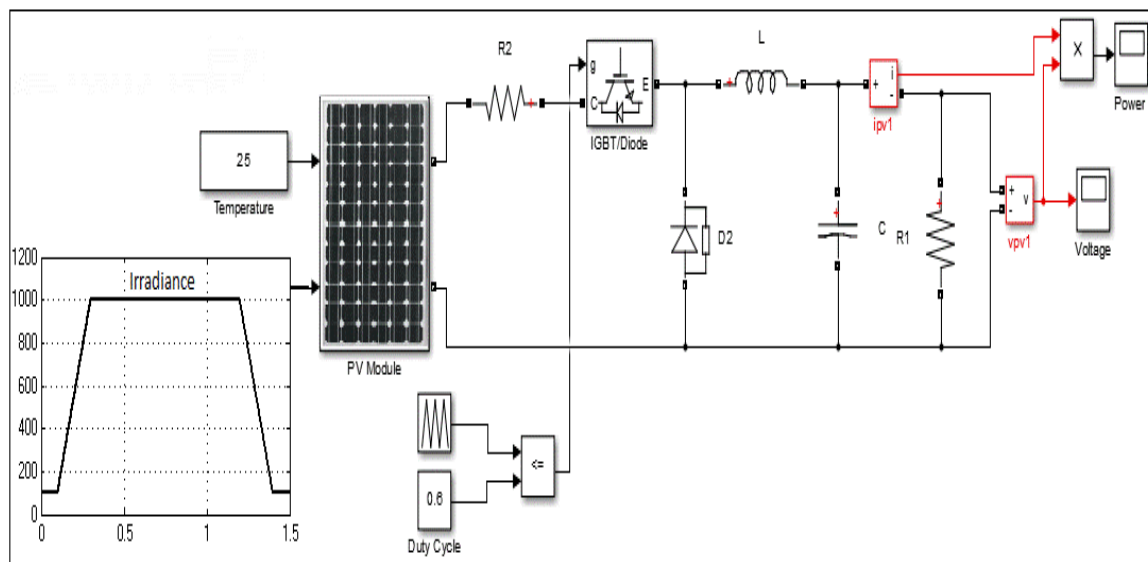 R2
L
g
C
E
IGBT/Diode
+
i
-
ipv1
X
Power
25
Temperature
PV Module
D2
C
R1
+
-
v
vpv1
Voltage
Irradiance
1200
1000
800
600
400
200
0
0
0.5
1
1.5
<=
0.6
Duty Cycle